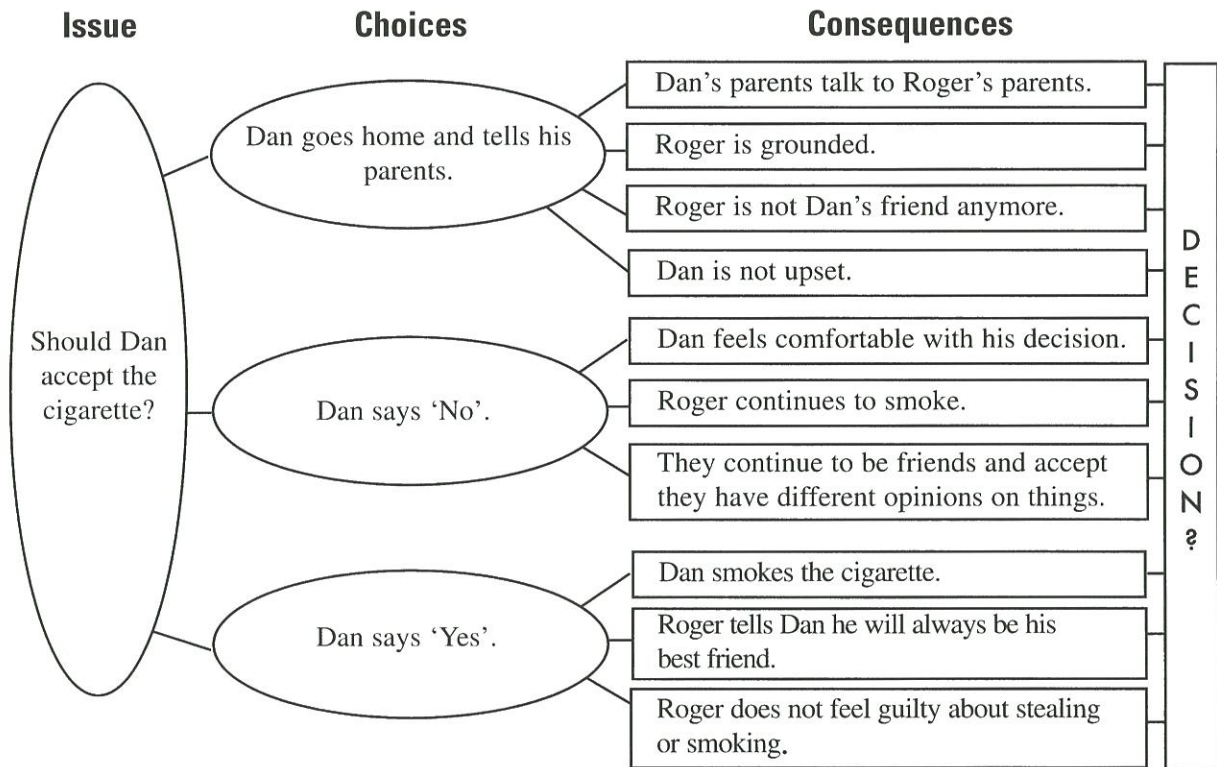 Issue
Choices
Consequences
Should Dan
accept the
cigarette?
Dan goes home and tells his
parents.
Dan's parents talk to Roger's parents.
Roger is grounded.
Roger is not Dan's friend anymore.
Dan is not upset.
Dan says 'No'.
Dan feels comfortable with his decision.
Roger continues to smoke.
They continue to be friends and accept
they have different opinions on things.
Dan says 'Yes'.
Dan smokes the cigarette.
Roger tells Dan he will always be his
best friend.
Roger does not feel guilty about stealing
or smoking.
DECISION?